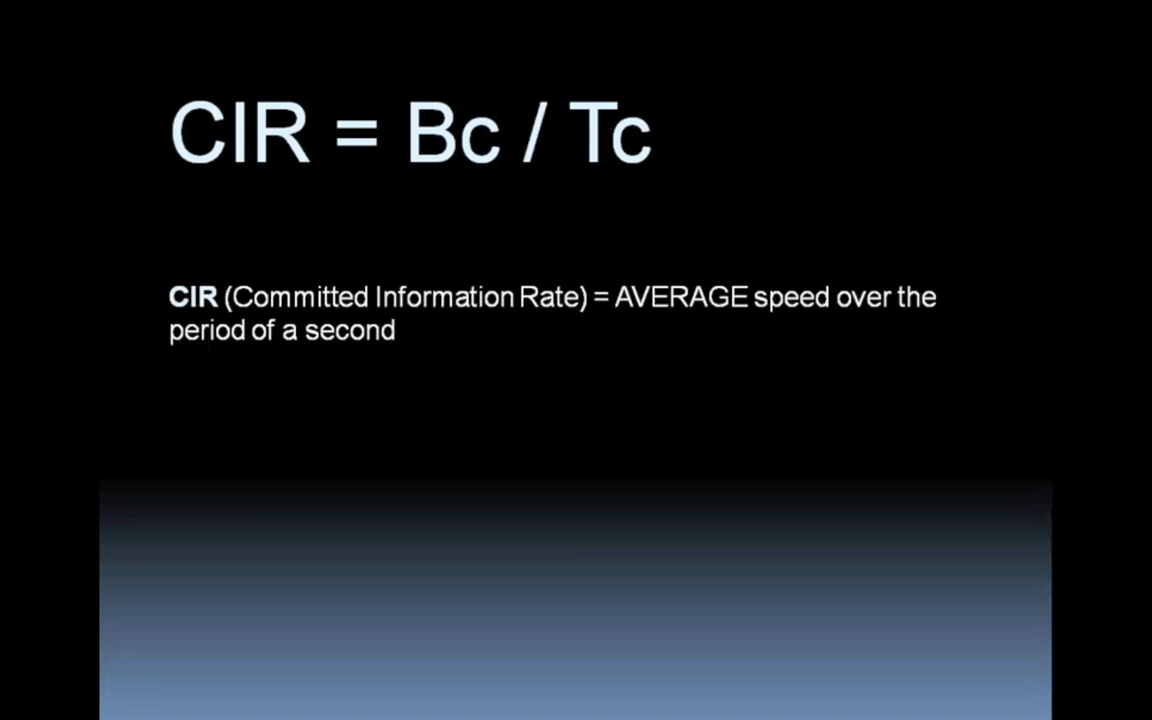 CIR = Bc / Tc
CIR (Committed Information Rate) = AVERAGE speed over the
period of a second